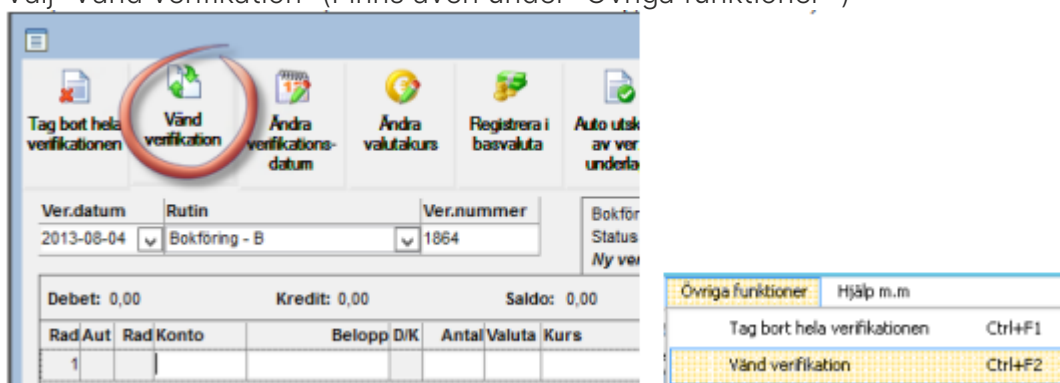 Välj "Vänd verifikation" (Finns även under "Övriga funktioner")
Tag bort hela verifikationen
Vänd verifikation
Ändra verifikations- datum
Ändra valutakurs
Registrera i basvaluta
Auto utsk av ver underla
Ver.datum Rutin Ver.nummer
2013-08-04 Bokföring - B 1864
Bokför
Status
Ny ver
Debet: 0,00 Kredit: 0,00 Saldo: 0,00
Rad Aut Rad Konto Belopp D/K Antal Valuta Kurs
1
Övriga funktioner Hjälp m.m
Tag bort hela verifikationen Ctrl+F1
Vänd verifikation Ctrl+F2